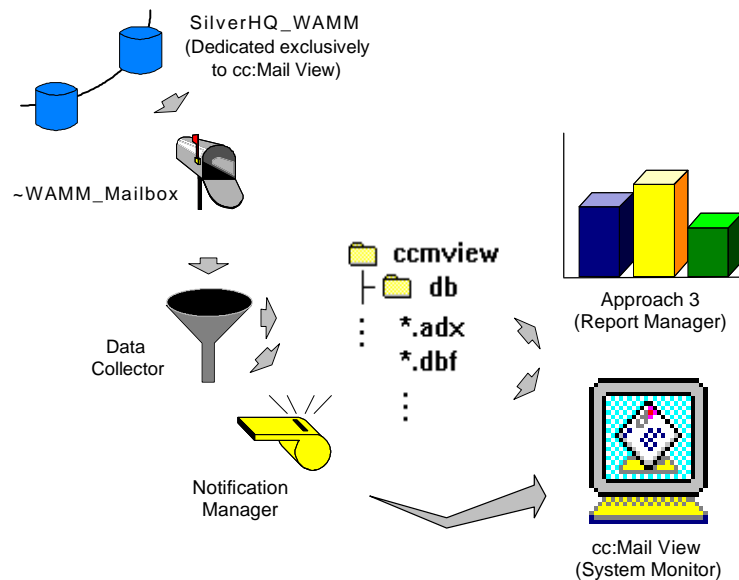 SilverHQ_WAMM
(Dedicated exclusively
to cc:Mail View)
~WAMM_Mailbox
ccmview
db
*.adx
*.dbf
Approach 3
(Report Manager)
Data
Collector
Notification
Manager
cc:Mail View
(System Monitor)